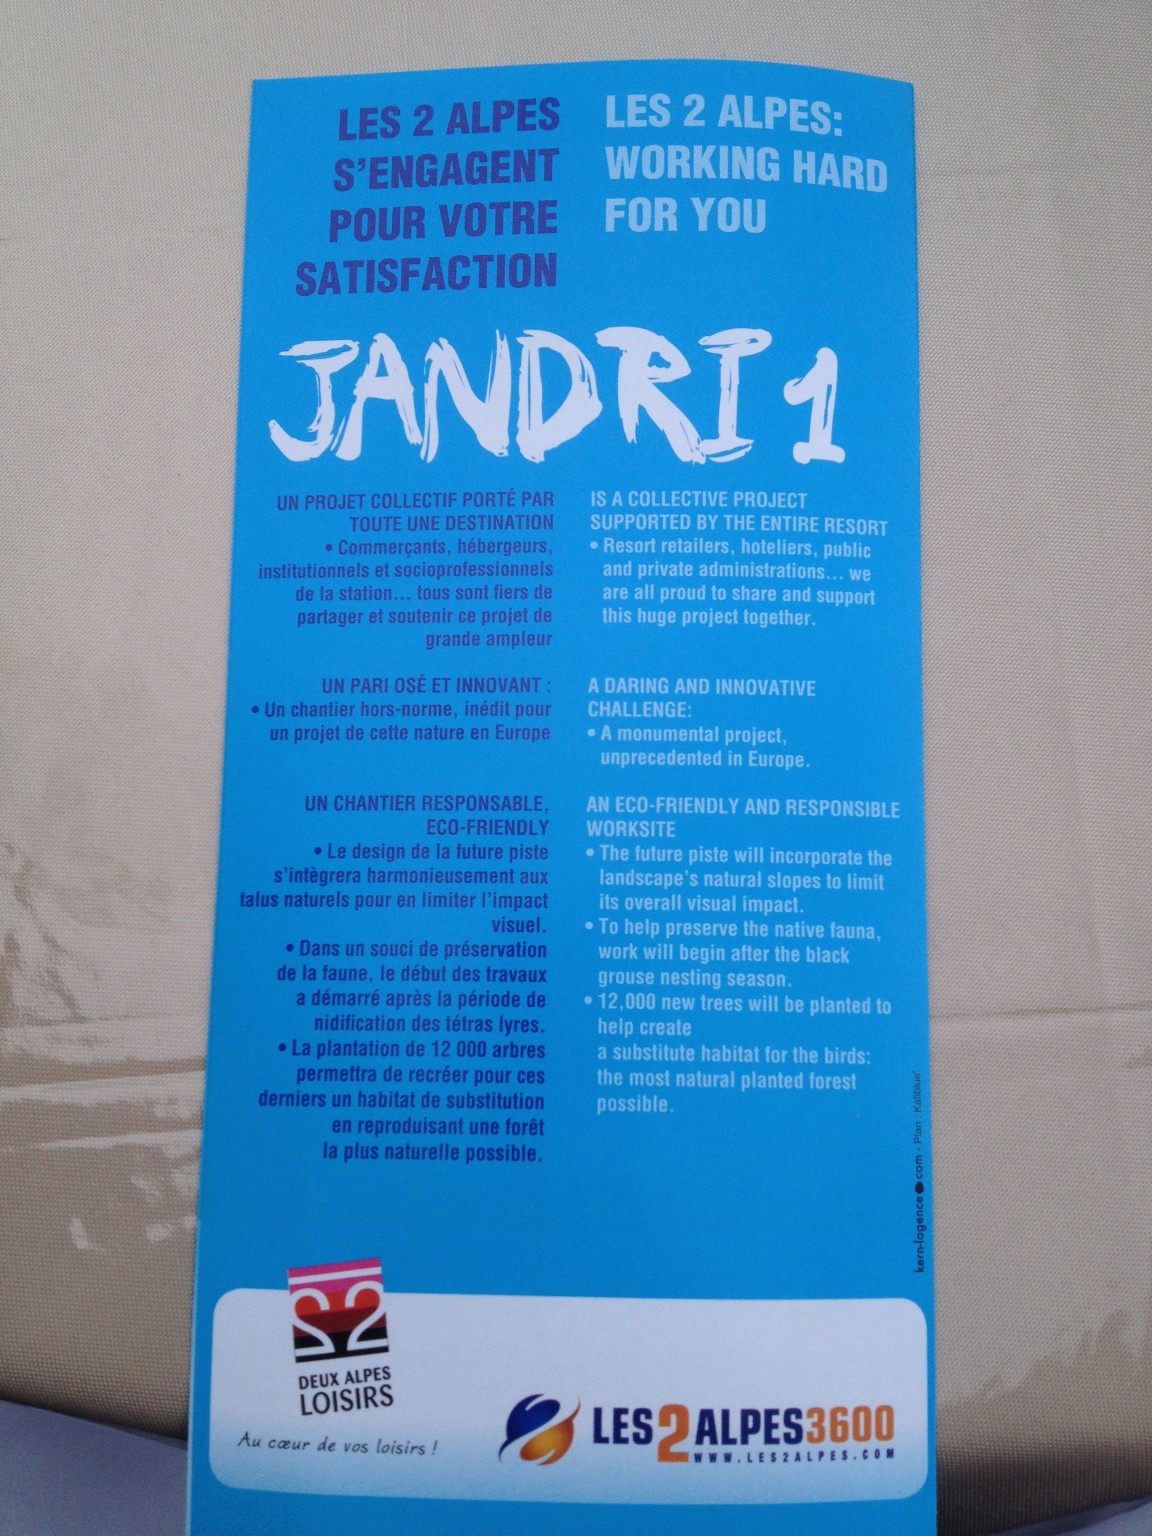 LES 2 ALPES
S'ENGAGENT
POUR VOTRE
SATISFACTION
LES 2 ALPES:
WORKING HARD
FOR YOU
JANDRI 1
UN PROJET COLLECTIF PORTÉ PAR
TOUTE UNE DESTINATION
• Commerçants, hébergeurs,
institutionnels et socioprofessionnels
de la station... tous sont fiers de
partager et soutenir ce projet de
grande ampleur
UN PARI OSÉ ET INNOVANT :
• Un chantier hors-norme, inédit pour
un projet de cette nature en Europe
UN CHANTIER RESPONSABLE,
ECO-FRIENDLY
• Le design de la future piste
s'intègrera harmonieusement aux
talus naturels pour en limiter l'impact
visuel.
• Dans un souci de préservation
de la faune, le début des travaux
a démarré après la période de
nidification des tétras lyres.
• La plantation de 12 000 arbres
permettra de recréer pour ces
derniers un habitat de substitution
en reproduisant une forêt
la plus naturelle possible.
IS A COLLECTIVE PROJECT
SUPPORTED BY THE ENTIRE RESORT
• Resort retailers, hoteliers, public
and private administrations... we
are all proud to share and support
this huge project together.
A DARING AND INNOVATIVE
CHALLENGE:
• A monumental project,
unprecedented in Europe.
AN ECO-FRIENDLY AND RESPONSIBLE
WORKSITE
• The future piste will incorporate the
landscape's natural slopes to limit
its overall visual impact.
• To help preserve the native fauna,
work will begin after the black
grouse nesting season.
• 12,000 new trees will be planted to
help create
a substitute habitat for the birds:
the most natural planted forest
possible.
kern-lagence.com - Plan : Kaliblue'
22
DEUX ALPES
LOISIRS
Au cœur de vos loisirs !
LES2ALPES3600
WWW.LES2ALPES.COM